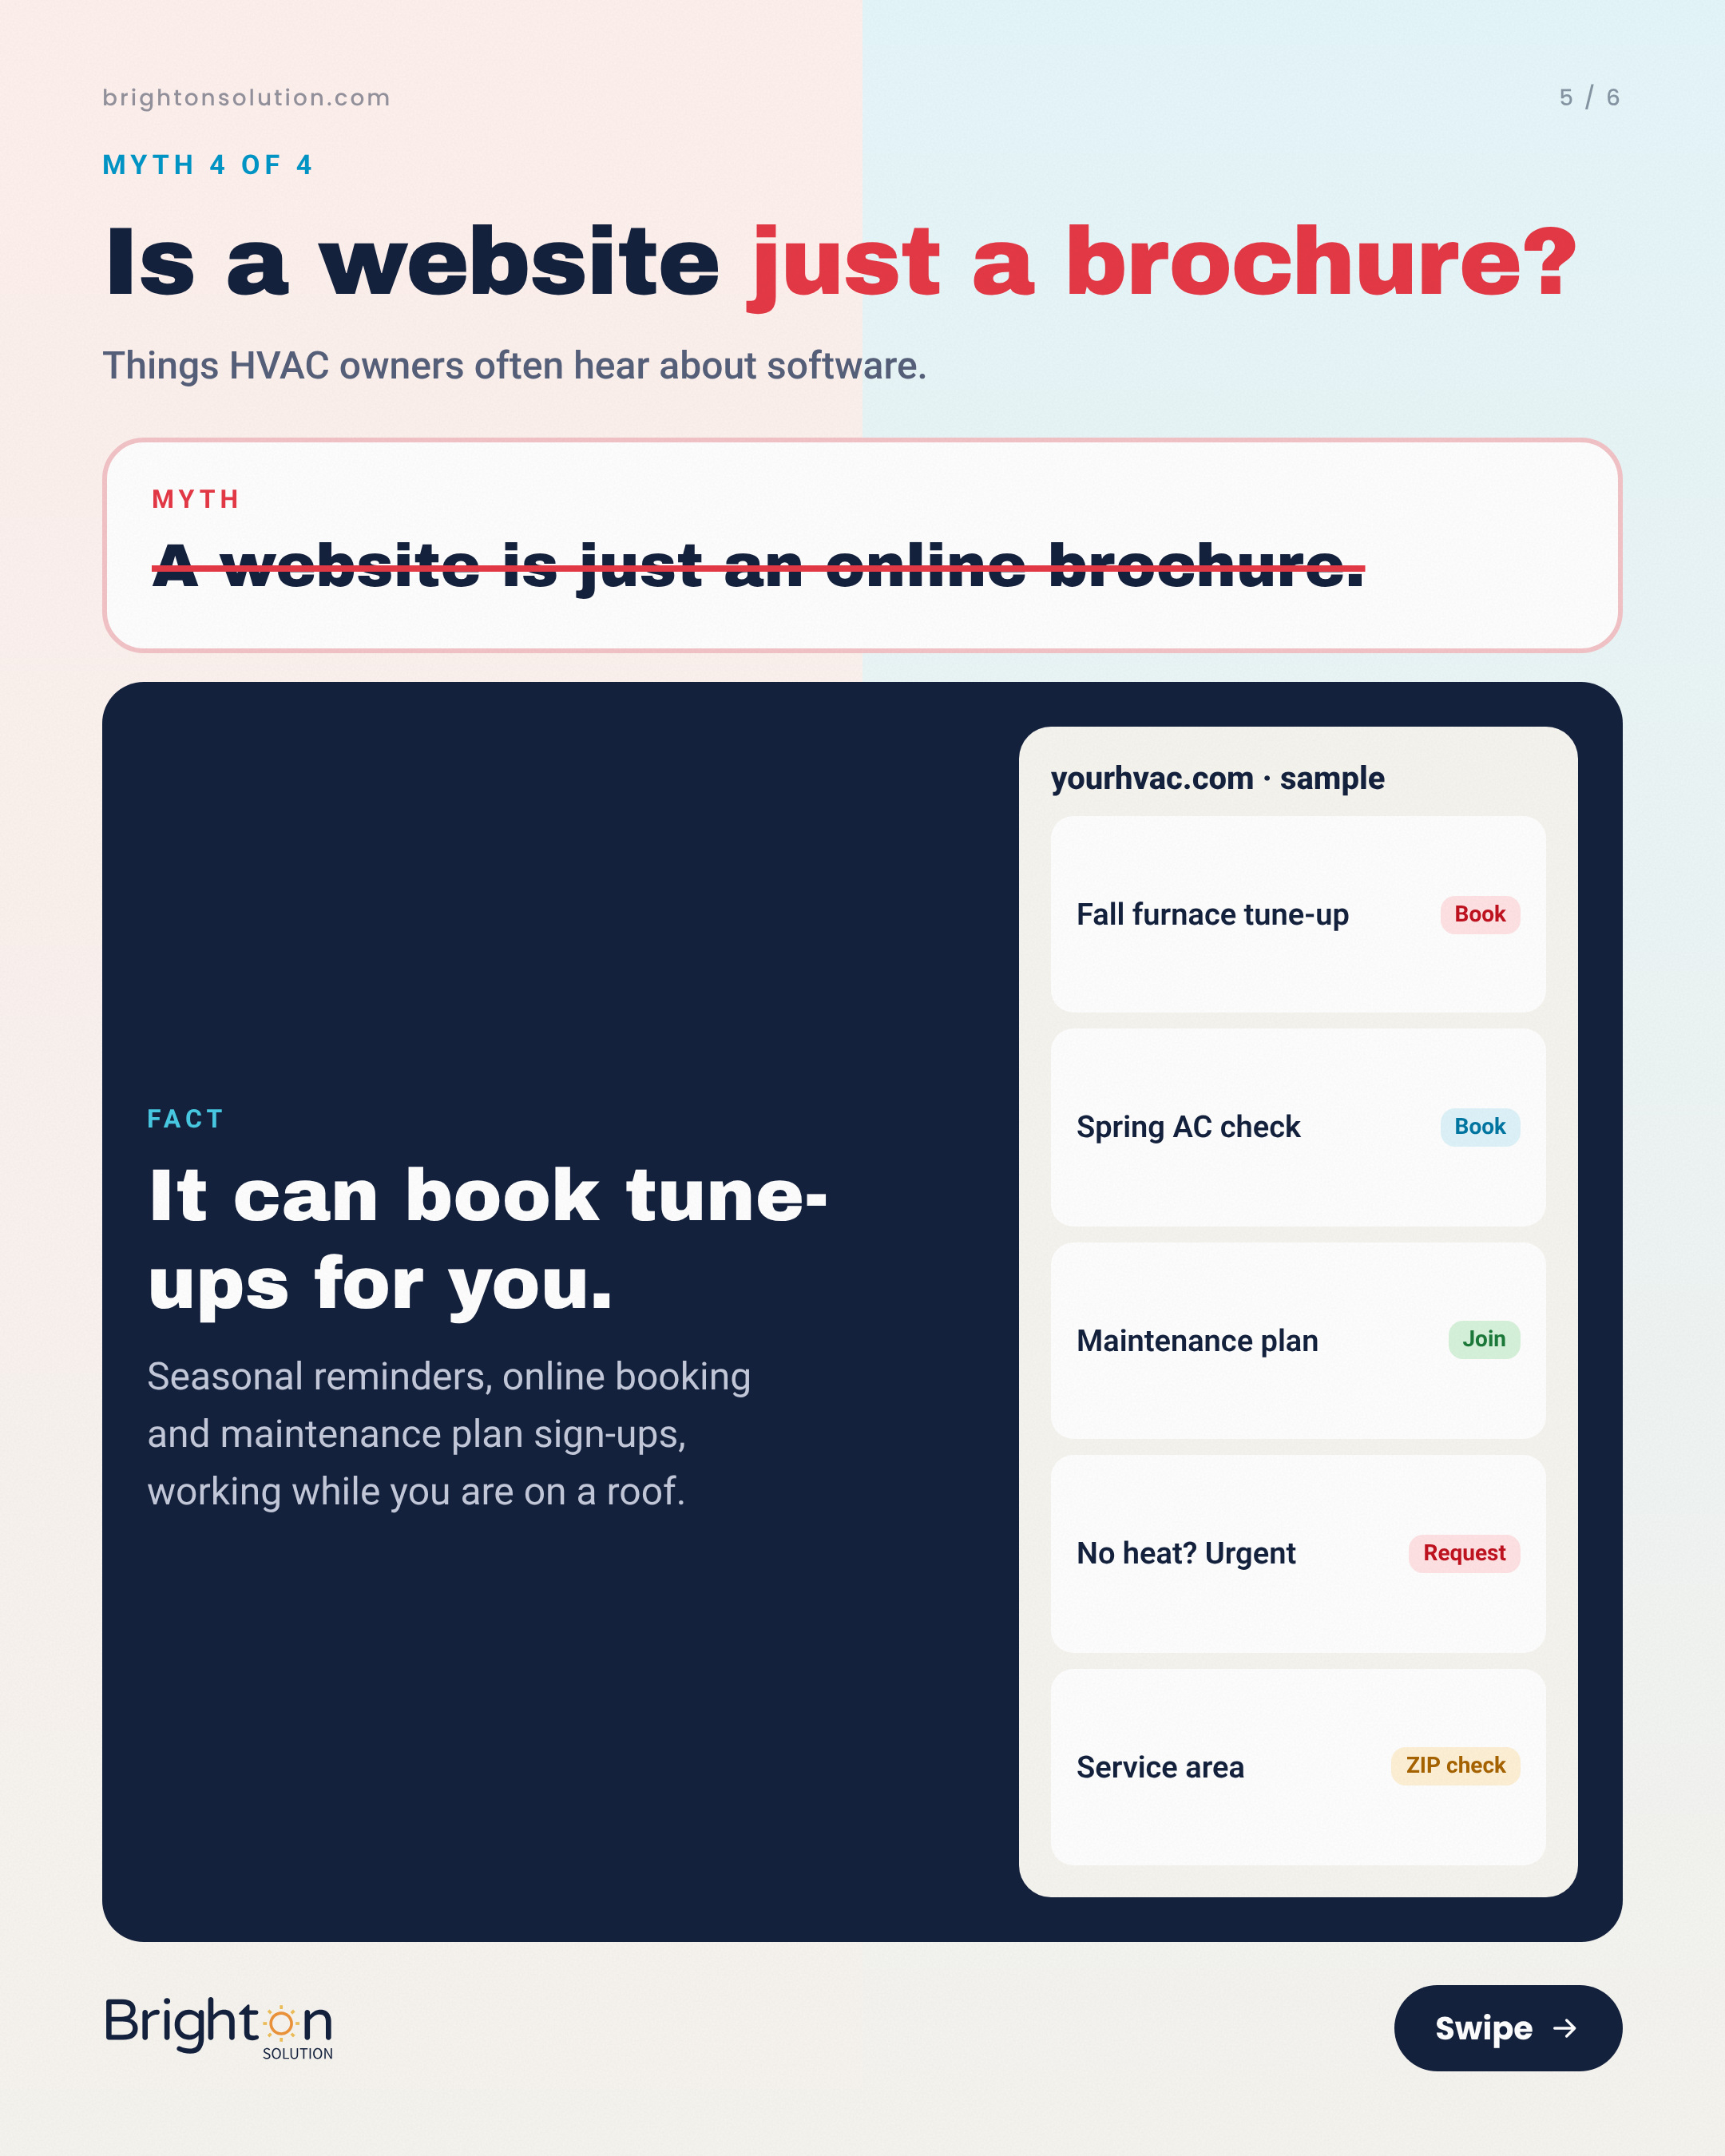 brightonsolution.com
5 / 6
MYTH 4 OF 4
Is a website just a brochure?
Things HVAC owners often hear about software.
MYTH
A website is just an online brochure.
FACT
It can book tune-
ups for you.
Seasonal reminders, online booking
and maintenance plan sign-ups,
working while you are on a roof.
yourhvac.com · sample
Fall furnace tune-up
Book
Spring AC check
Book
Maintenance plan
Join
No heat? Urgent
Request
Service area
ZIP check
Brighton
SOLUTION
Swipe →